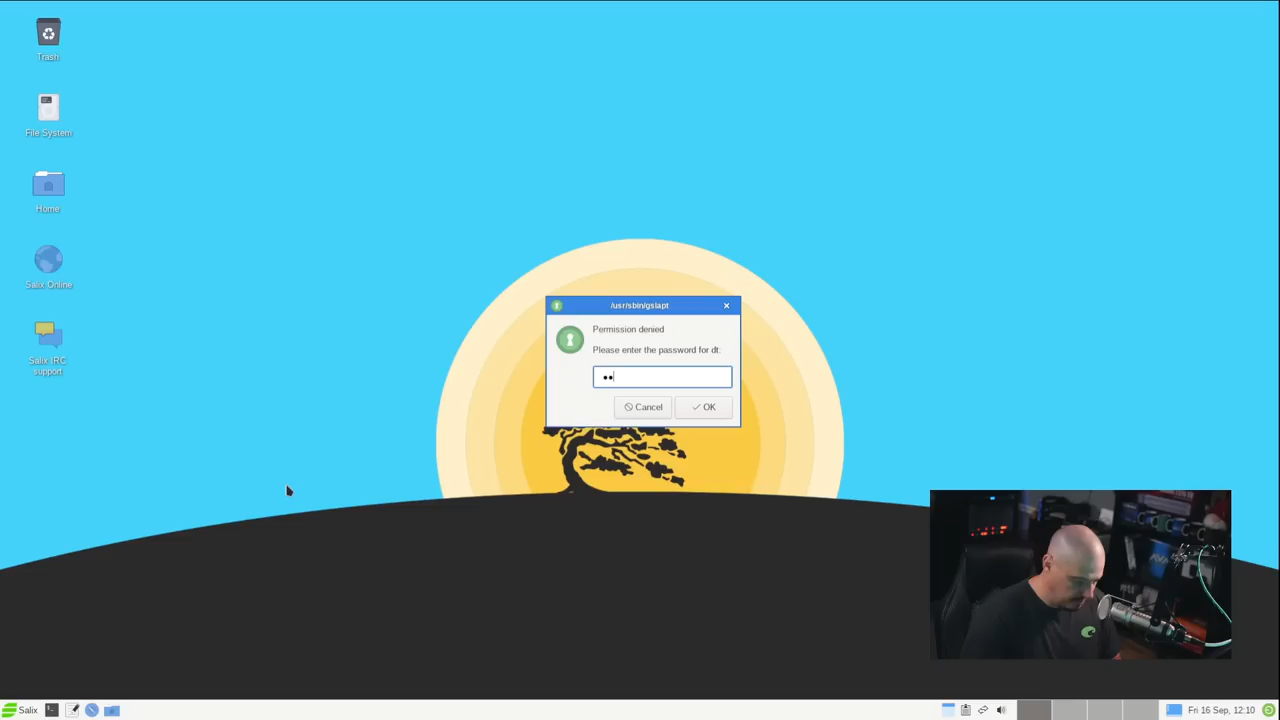 Trash
File System
Home
Salix Online
Salix IRC
support
/usr/sbin/gslapt
Permission denied
Please enter the password for dt:
Cancel
OK
Salix
Fri 16 Sep, 12:10